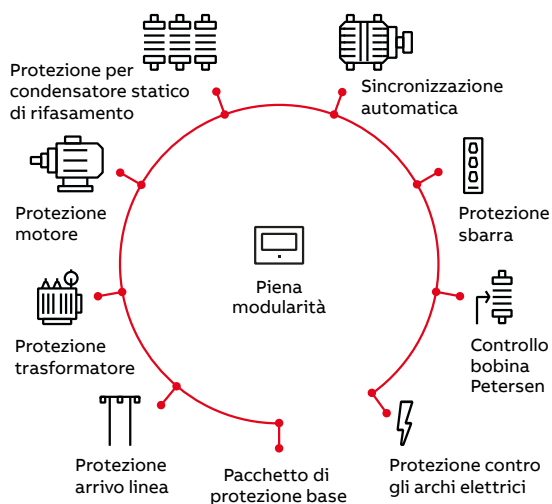 Protezione per
condensatore statico
di rifasamento
Sincronizzazione
automatica
Protezione
motore
Protezione
sbarra
Piena
modularità
Protezione
trasformatore
Controllo
bobina
Petersen
Protezione
arrivo linea
Pacchetto di
protezione base
Protezione contro
gli archi elettrici